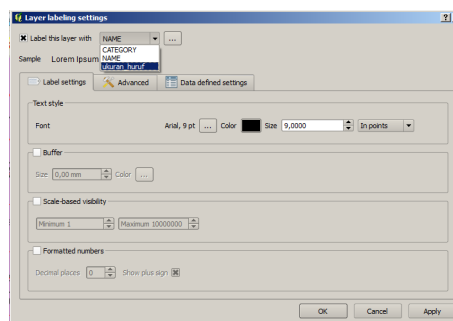 Layer labeling settings ?
Label this layer with NAME ...
CATEGORY
NAME
ukuran_huruf
Sample Lorem Ipsum
Label settings Advanced Data defined settings
Text style
Font Arial, 9 pt ... Color Size 9,0000 In points
Buffer
Size 0,00 mm Color ...
Scale-based visibility
Minimum 1 Maximum 10000000
Formatted numbers
Decimal places 0 Show plus sign
OK Cancel Apply